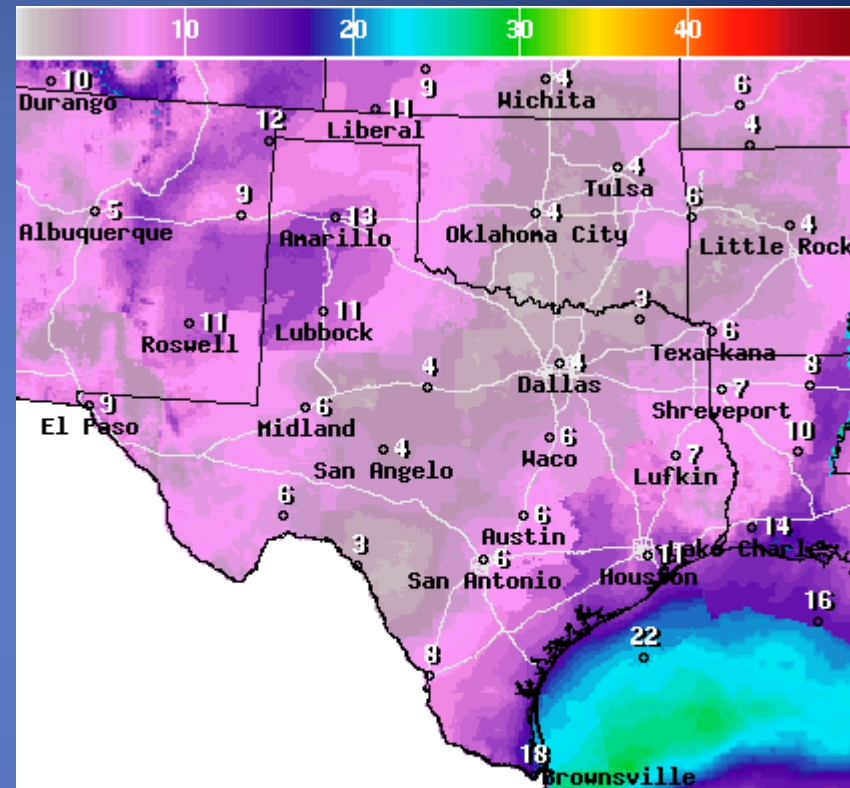 10 20 30 40
10
Durango
9
4
Wichita
6
11
Liberal
12
4
4
Tulsa
5
Albuquerque
9
13
Amarillo
4
Oklahoma City
6
4
Little Rock
11
Roswell
11
Lubbock
3
6
Texarkana
4
4
Dallas
7
Shreveport
8
9
El Paso
6
Midland
4
San Angelo
6
Waco
7
Lufkin
10
6
6
Austin
14
Lake Charl
3
6
San Antonio
11
Houston
16
22
8
18
Brownsville